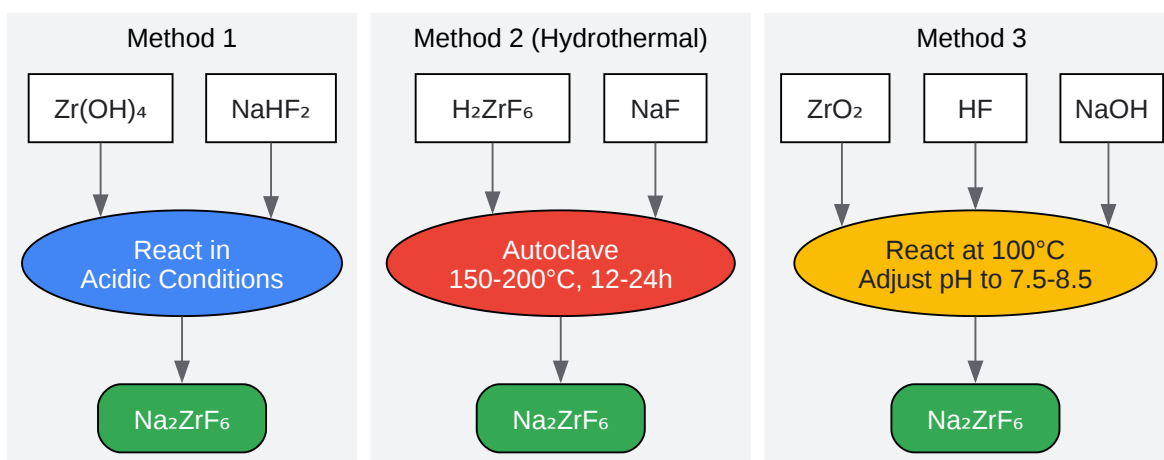 Method 1
Zr(OH)₄
NaHF₂
React in
Acidic Conditions
Na₂ZrF₆
Method 2 (Hydrothermal)
H₂ZrF₆
NaF
Autoclave
150-200°C, 12-24h
Na₂ZrF₆
Method 3
ZrO₂
HF
NaOH
React at 100°C
Adjust pH to 7.5-8.5
Na₂ZrF₆